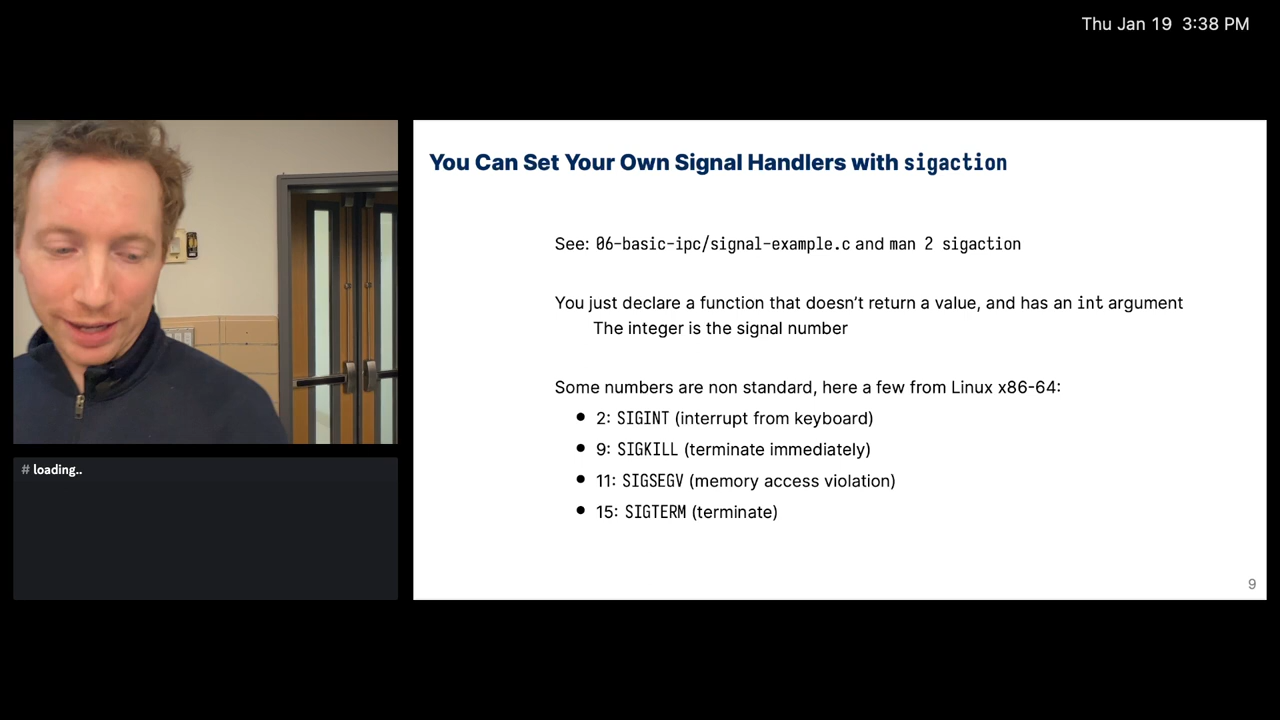 Thu Jan 19 3:38 PM
You Can Set Your Own Signal Handlers with sigaction
See: 06-basic-ipc/signal-example.c and man 2 sigaction
You just declare a function that doesn’t return a value, and has an int argument
The integer is the signal number
Some numbers are non standard, here a few from Linux x86-64:
• 2: SIGINT (interrupt from keyboard)
• 9: SIGKILL (terminate immediately)
• 11: SIGSEGV (memory access violation)
• 15: SIGTERM (terminate)
# loading..
9